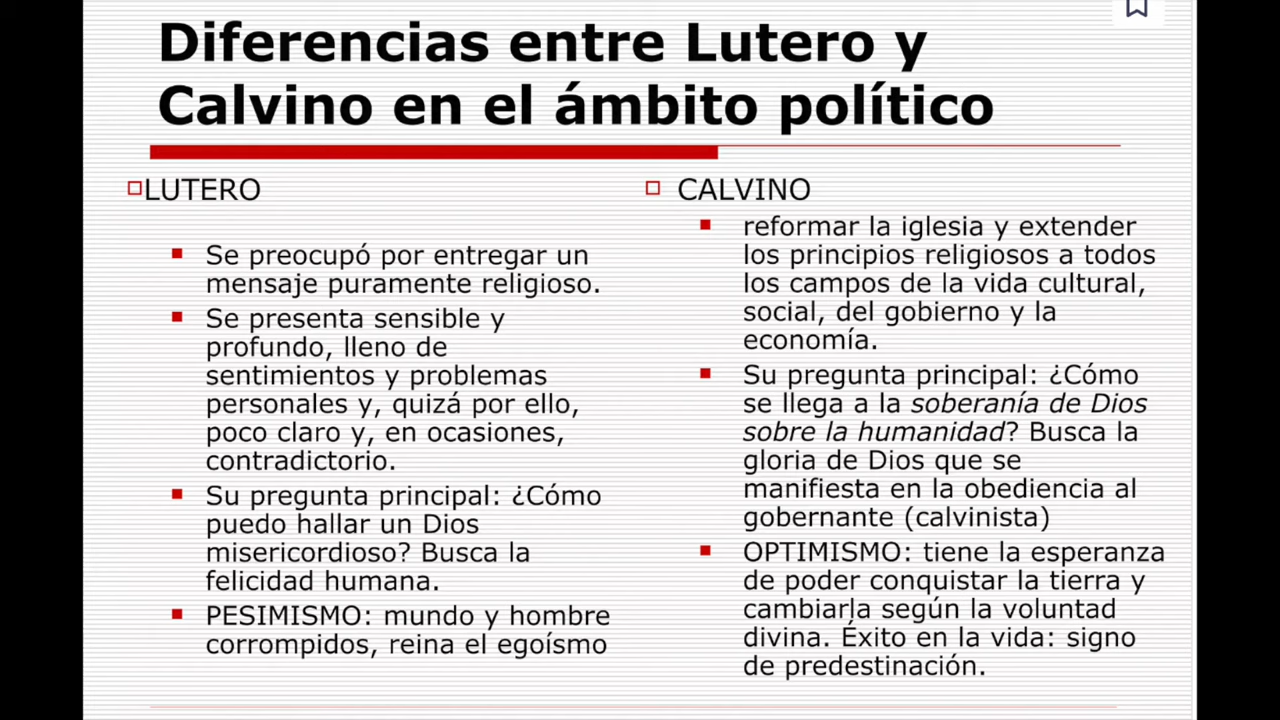 Diferencias entre Lutero y
Calvino en el ámbito político
LUTERO
Se preocupó por entregar un
mensaje puramente religioso.
Se presenta sensible y
profundo, lleno de
sentimientos y problemas
personales y, quizá por ello,
poco claro y, en ocasiones,
contradictorio.
Su pregunta principal: ¿Cómo
puedo hallar un Dios
misericordioso? Busca la
felicidad humana.
PESIMISMO: mundo y hombre
corrompidos, reina el egoísmo
CALVINO
reformar la iglesia y extender
los principios religiosos a todos
los campos de la vida cultural,
social, del gobierno y la
economía.
Su pregunta principal: ¿Cómo
se llega a la soberanía de Dios
sobre la humanidad? Busca la
gloria de Dios que se
manifiesta en la obediencia al
gobernante (calvinista)
OPTIMISMO: tiene la esperanza
de poder conquistar la tierra y
cambiarla según la voluntad
divina. Éxito en la vida: signo
de predestinación.